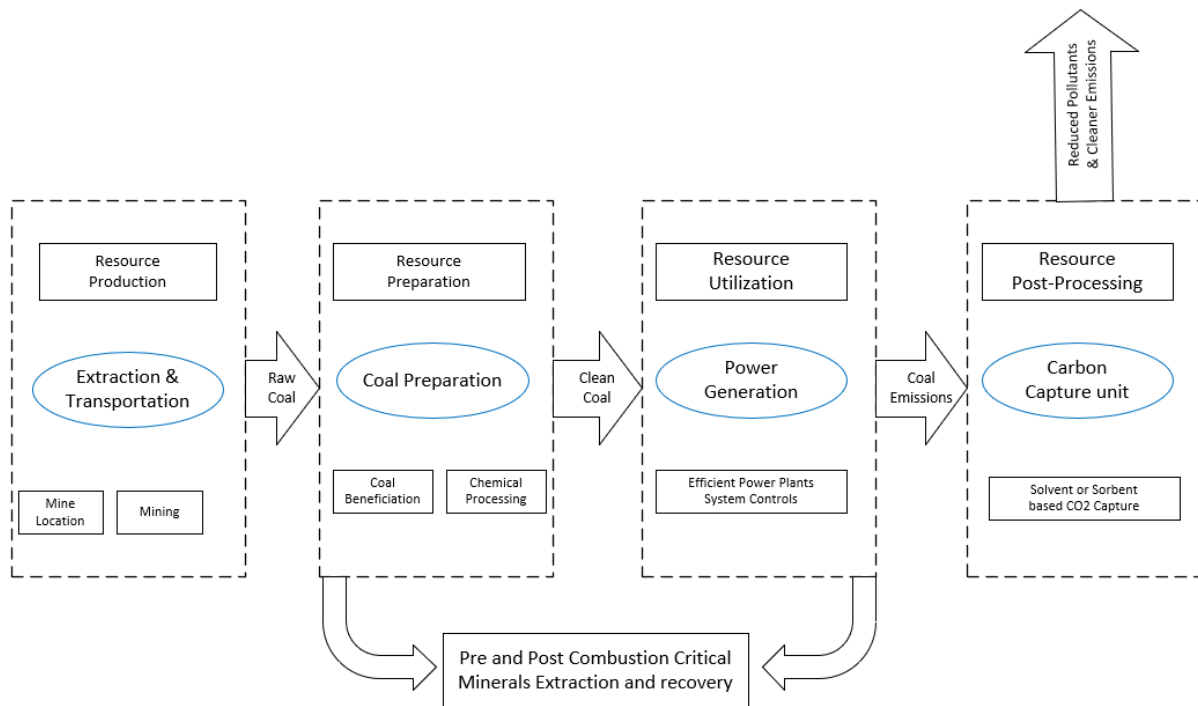 Reduced Pollutants
& Cleaner Emissions
Resource
Production
Resource
Preparation
Resource
Utilization
Resource
Post-Processing
Extraction &
Transportation
Raw
Coal
Coal Preparation
Clean
Coal
Power
Generation
Coal
Emissions
Carbon
Capture unit
Mine
Location
Mining
Coal
Beneficiation
Chemical
Processing
Efficient Power Plants
System Controls
Solvent or Sorbent
based CO2 Capture
Pre and Post Combustion Critical
Minerals Extraction and recovery